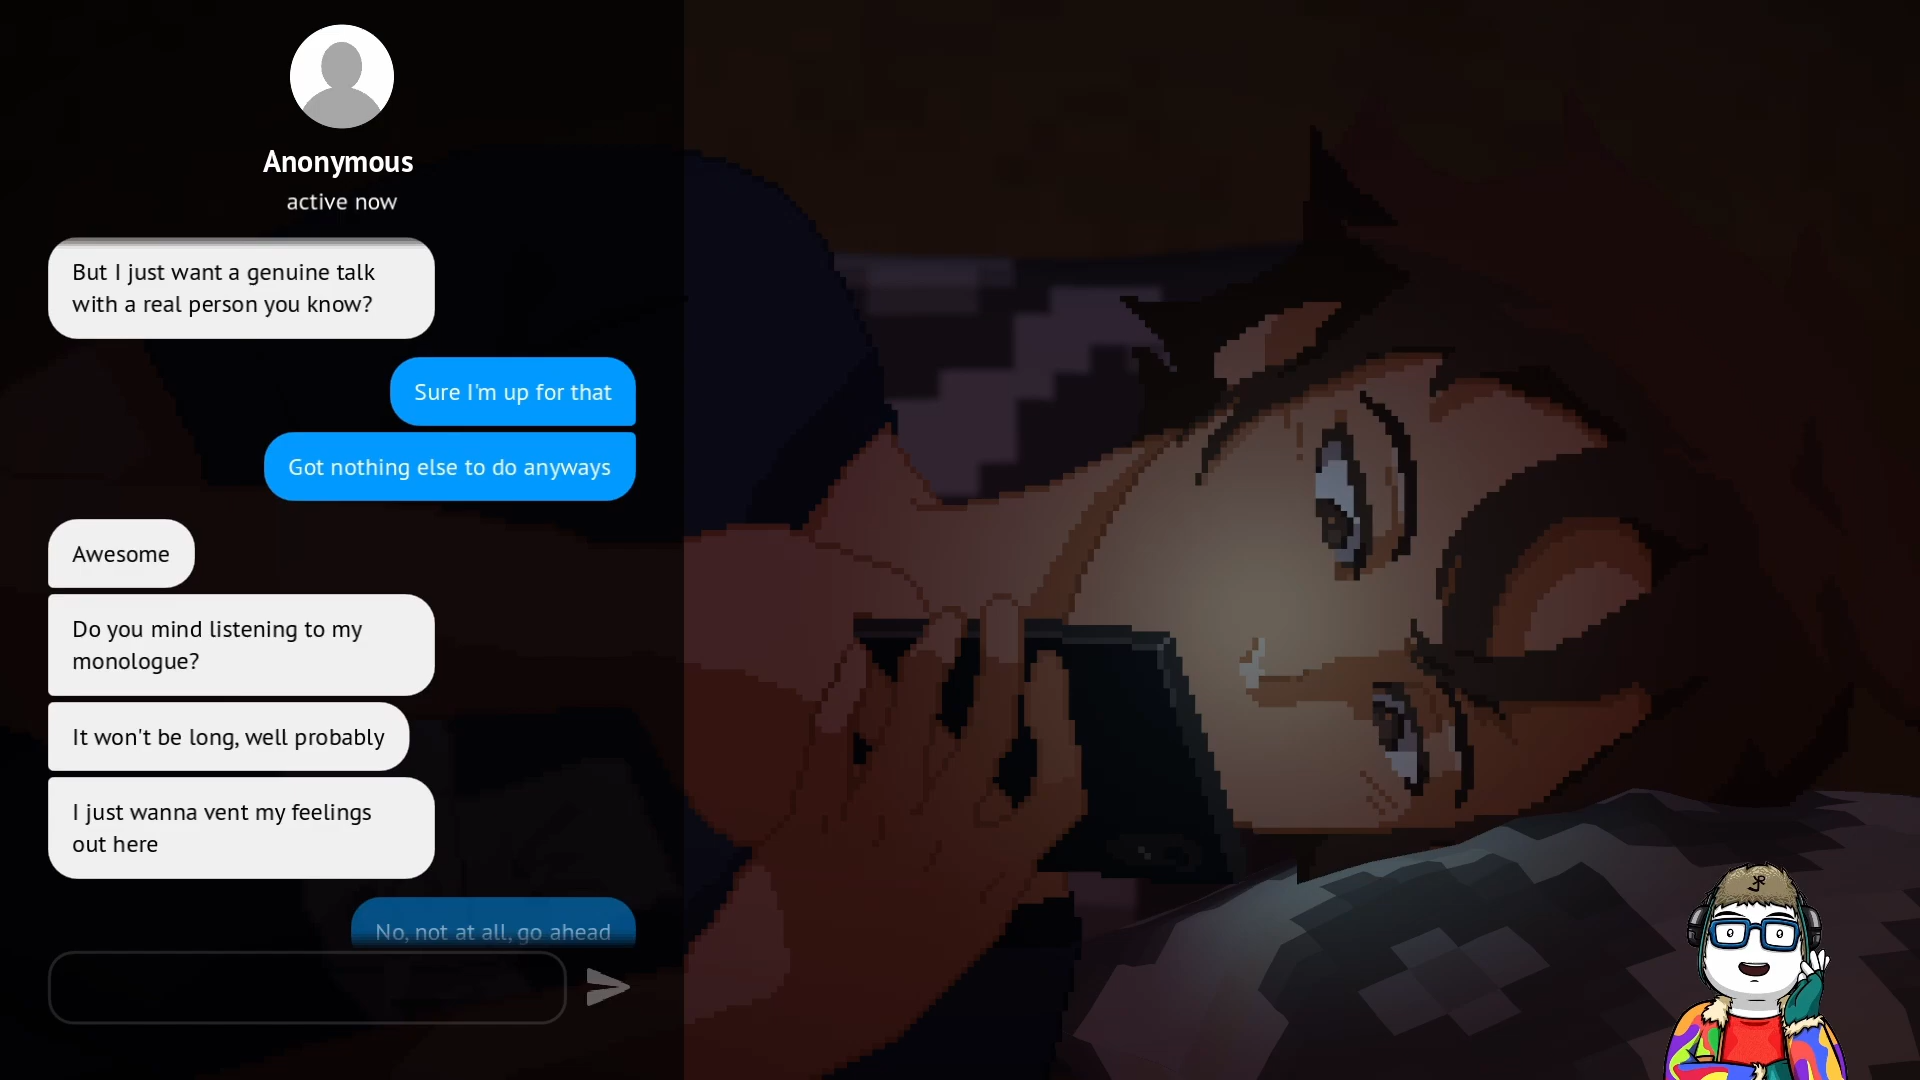 Anonymous
active now
But I just want a genuine talk
with a real person you know?
Sure I'm up for that
Got nothing else to do anyways
Awesome
Do you mind listening to my
monologue?
It won't be long, well probably
I just wanna vent my feelings
out here
No, not at all, go ahead